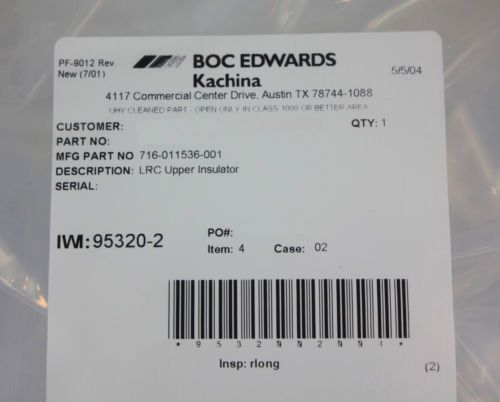 PF-9012 Rev.
New (7/01)
BOC EDWARDS
Kachina
5/5/04
4117 Commercial Center Drive, Austin TX 78744-1088
UHV CLEANED PART - OPEN ONLY IN CLASS 1000 OR BETTER AREA
CUSTOMER:
QTY: 1
PART NO:
MFG PART NO 716-011536-001
DESCRIPTION: LRC Upper Insulator
SERIAL:
IWI: 95320-2
PO#:
Item: 4 Case: 02
*9532002004*
Insp: rlong
(2)